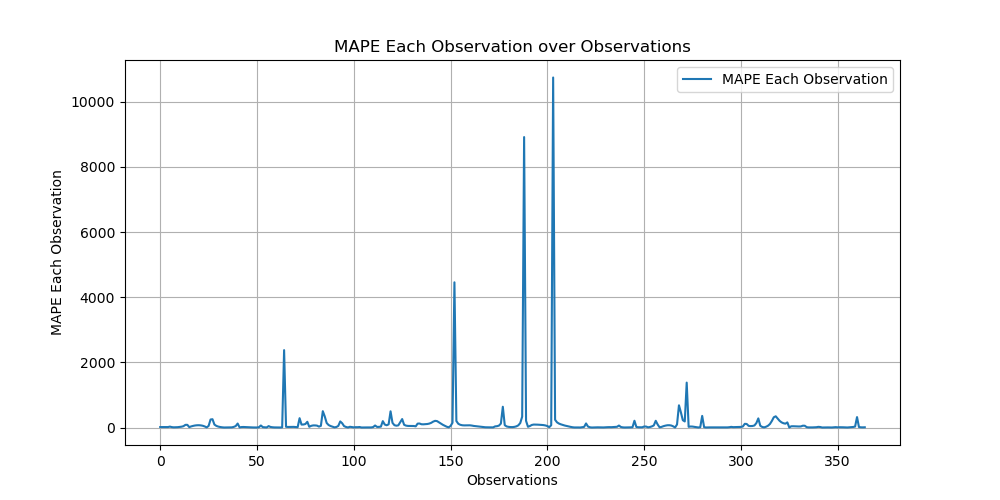 MAPE Each Observation over Observations
MAPE Each Observation
10000
8000
6000
4000
2000
0
MAPE Each Observation
0 50 100 150 200 250 300 350
Observations